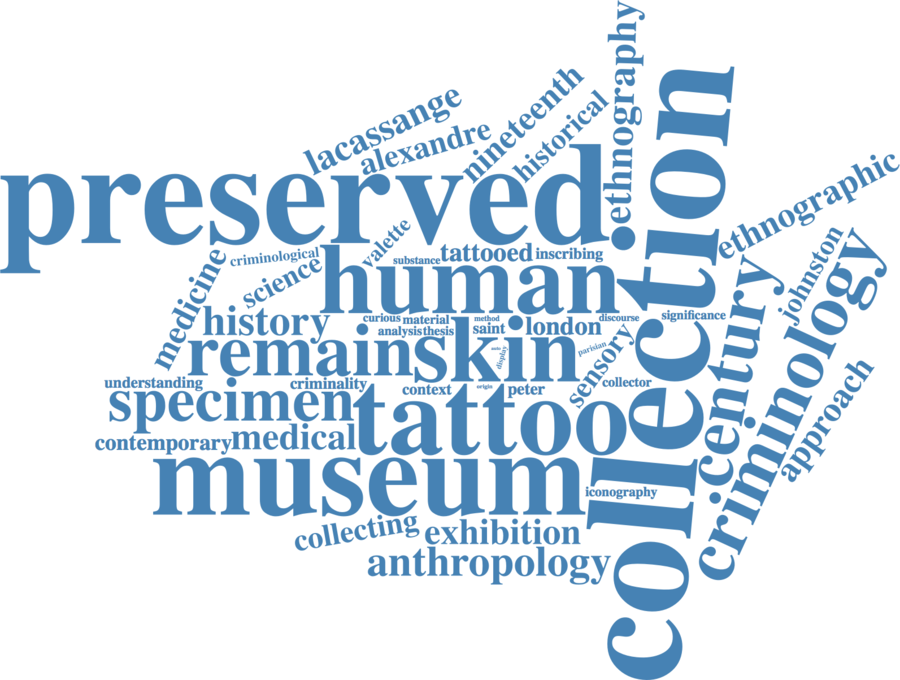 ethnography
collection
nineteenth
lacassange
alexandre
historical
preserved
ethnographic
valette
tattooed
inscribing
criminological
substance
human
science
medicine
johnston
century
criminology
history
curious
material
method
discourse
significance
analysis
thesis
saint
london
remain
skin
display
parisian
sensory
understanding
criminality
context
origin
peter
collector
approach
specimen
tattoo
contemporary
medical
museum
iconography
collecting
exhibition
anthropology